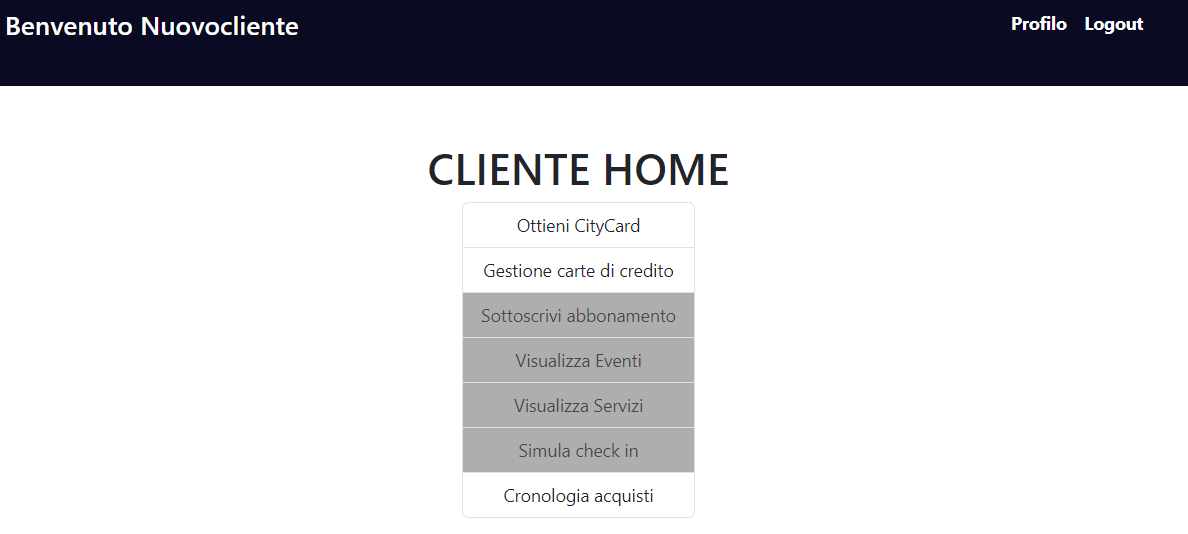 Benvenuto Nuovocliente
Profilo Logout
CLIENTE HOME
Ottieni CityCard
Gestione carte di credito
Sottoscrivi abbonamento
Visualizza Eventi
Visualizza Servizi
Simula check in
Cronologia acquisti